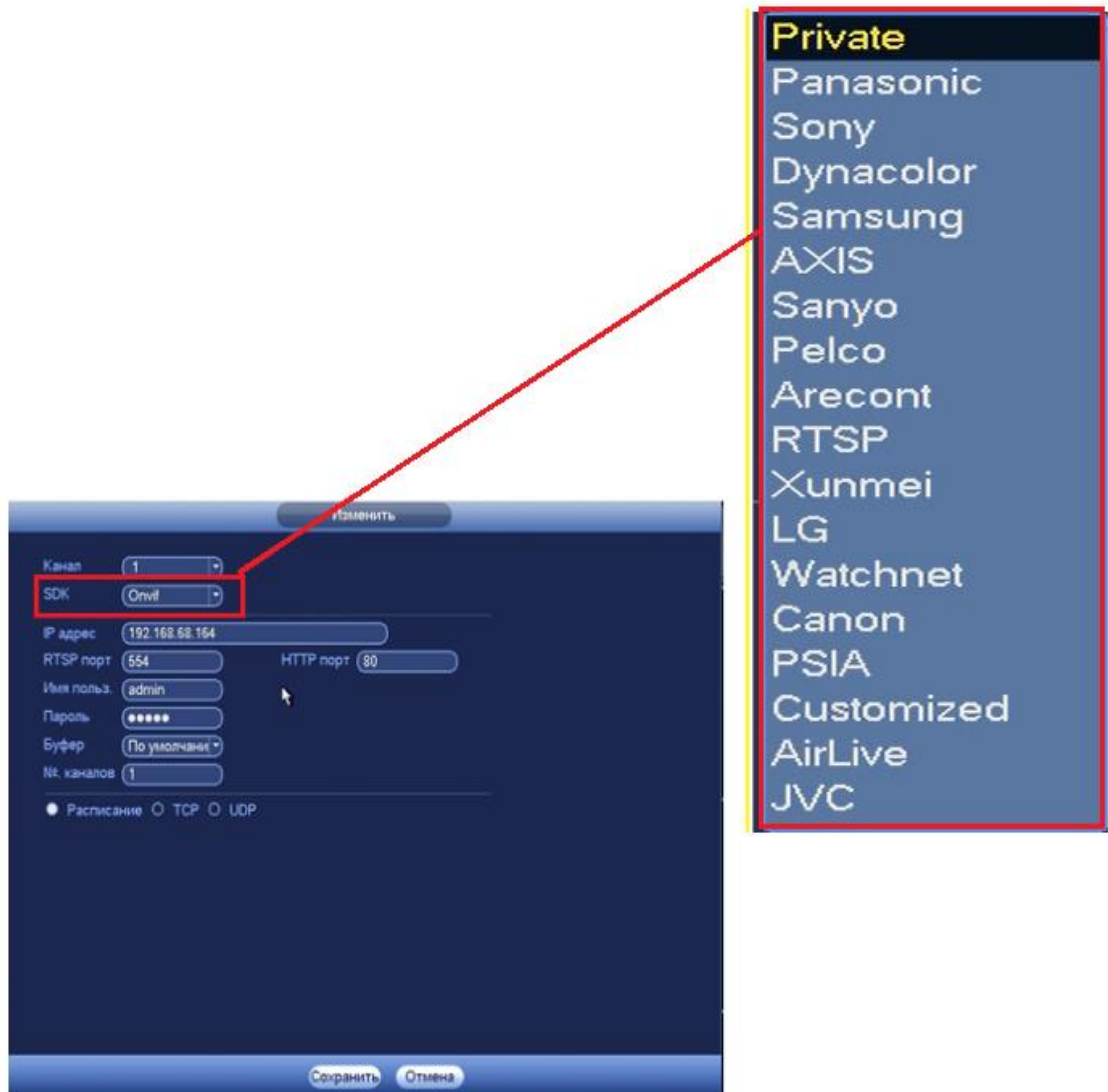 Private
Panasonic
Sony
Dynacolor
Samsung
AXIS
Sanyo
Pelco
Arecont
RTSP
Xunmei
LG
Watchnet
Canon
PSIA
Customized
AirLive
JVC
Изменить
Канал 1
SDK Onvif
IP адрес 192.168.68.164
RTSP порт 554 HTTP порт 80
Имя польз. admin
Пароль ●●●●●
Буфер По умолчани
№. каналов 1
Расписание TCP UDP
Сохранить Отмена